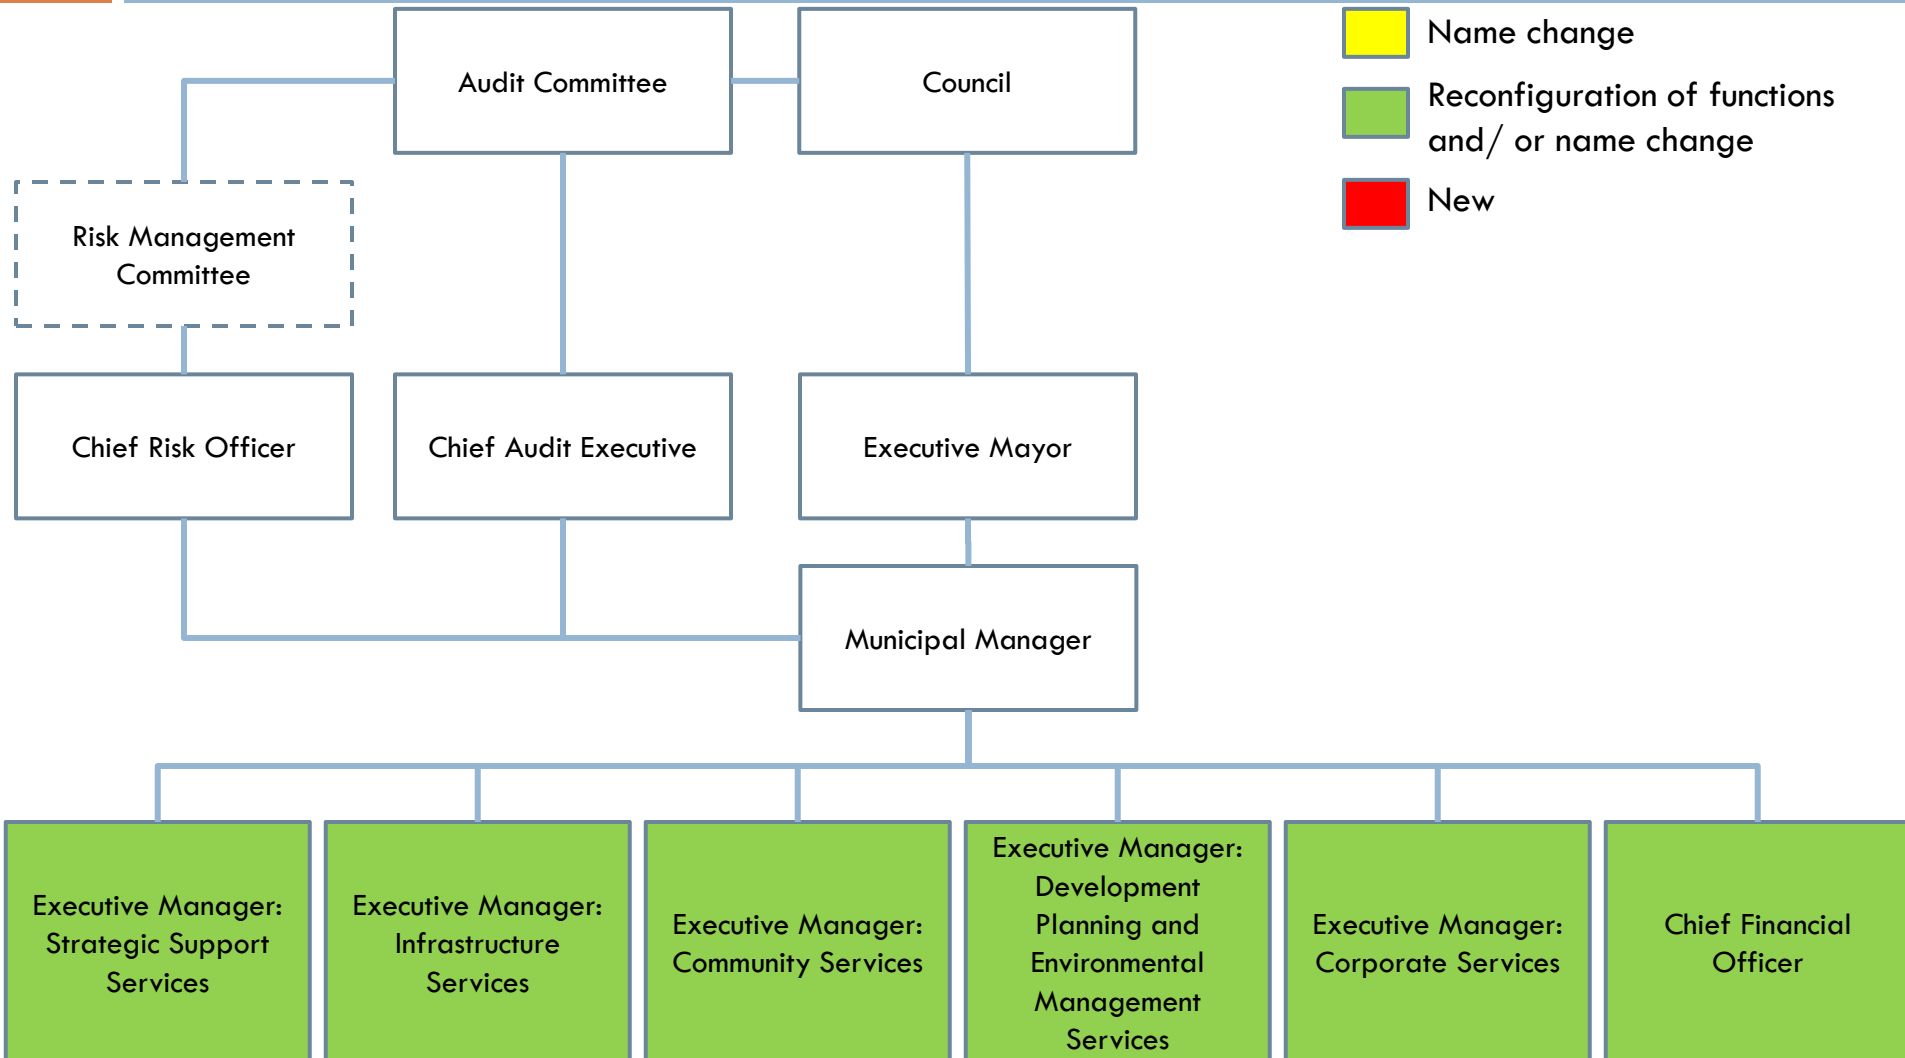 Audit Committee
Council
Name change
Reconfiguration of functions
and/ or name change
New
Risk Management
Committee
Chief Risk Officer
Chief Audit Executive
Executive Mayor
Municipal Manager
Executive Manager:
Strategic Support
Services
Executive Manager:
Infrastructure
Services
Executive Manager:
Community Services
Executive Manager:
Development
Planning and
Environmental
Management
Services
Executive Manager:
Corporate Services
Chief Financial
Officer